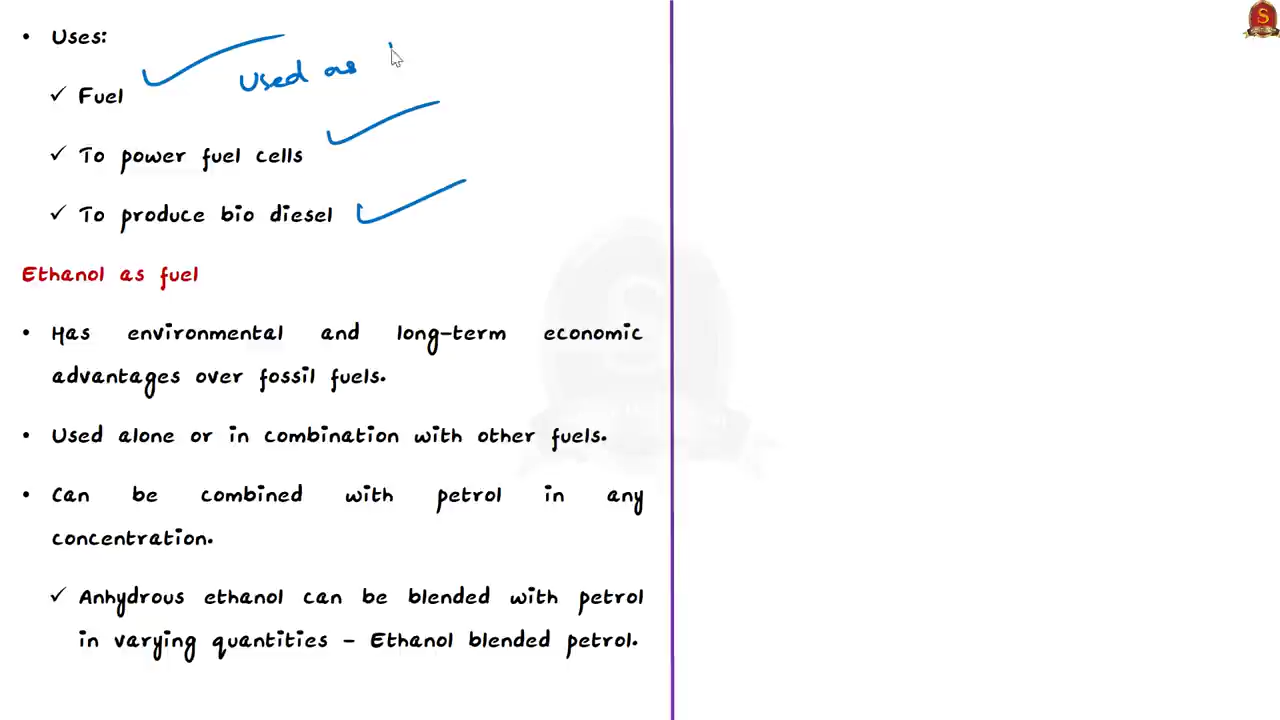 • Uses:
✓ Fuel
Used as
✓ To power fuel cells
✓ To produce bio diesel
Ethanol as fuel
• Has environmental and long-term economic
advantages over fossil fuels.
• Used alone or in combination with other fuels.
• Can be combined with petrol in any
concentration.
✓ Anhydrous ethanol can be blended with petrol
in varying quantities – Ethanol blended petrol.
S